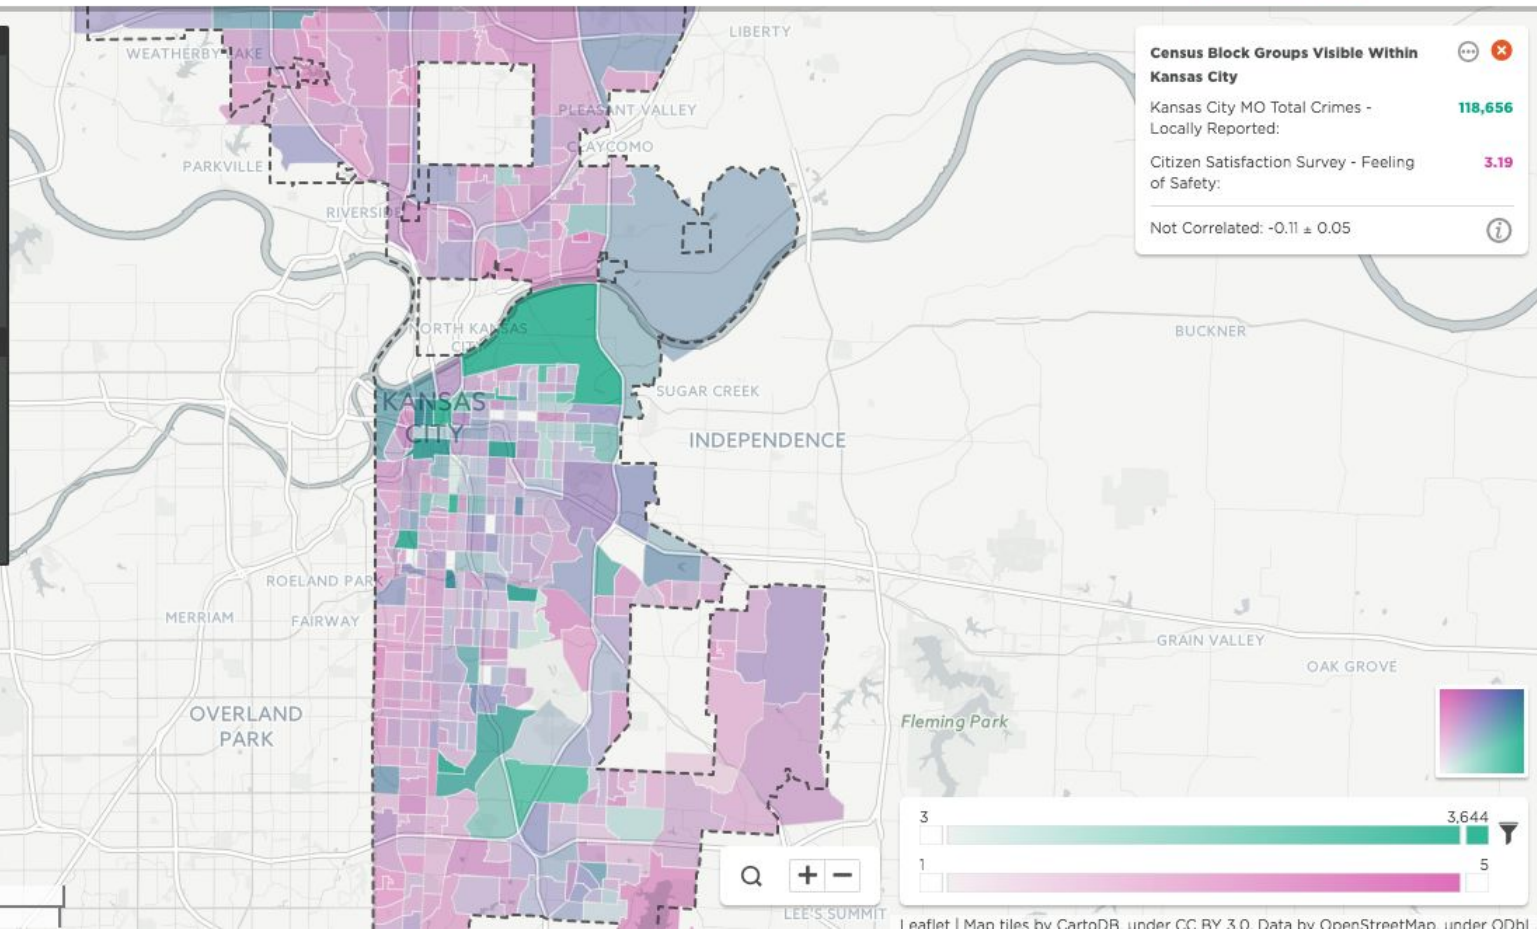 WEATHERBY LAKE
LIBERTY
PLEASANT VALLEY
CLAYCOMO
PARKVILLE
RIVERSIDE
NORTH KANSAS
CITY
KANSAS
CITY
SUGAR CREEK
INDEPENDENCE
BUCKNER
ROELAND PARK
MERRIAM
FAIRWAY
OVERLAND
PARK
GRAIN VALLEY
OAK GROVE
Fleming Park
LEE'S SUMMIT
Census Block Groups Visible Within
Kansas City
Kansas City MO Total Crimes - 118,656
Locally Reported:
Citizen Satisfaction Survey - Feeling 3.19
of Safety:
Not Correlated: -0.11 ± 0.05
3 3,644
1 5
Leaflet | Map tiles by CartoDB, under CC BY 3.0. Data by OpenStreetMap, under ODbl